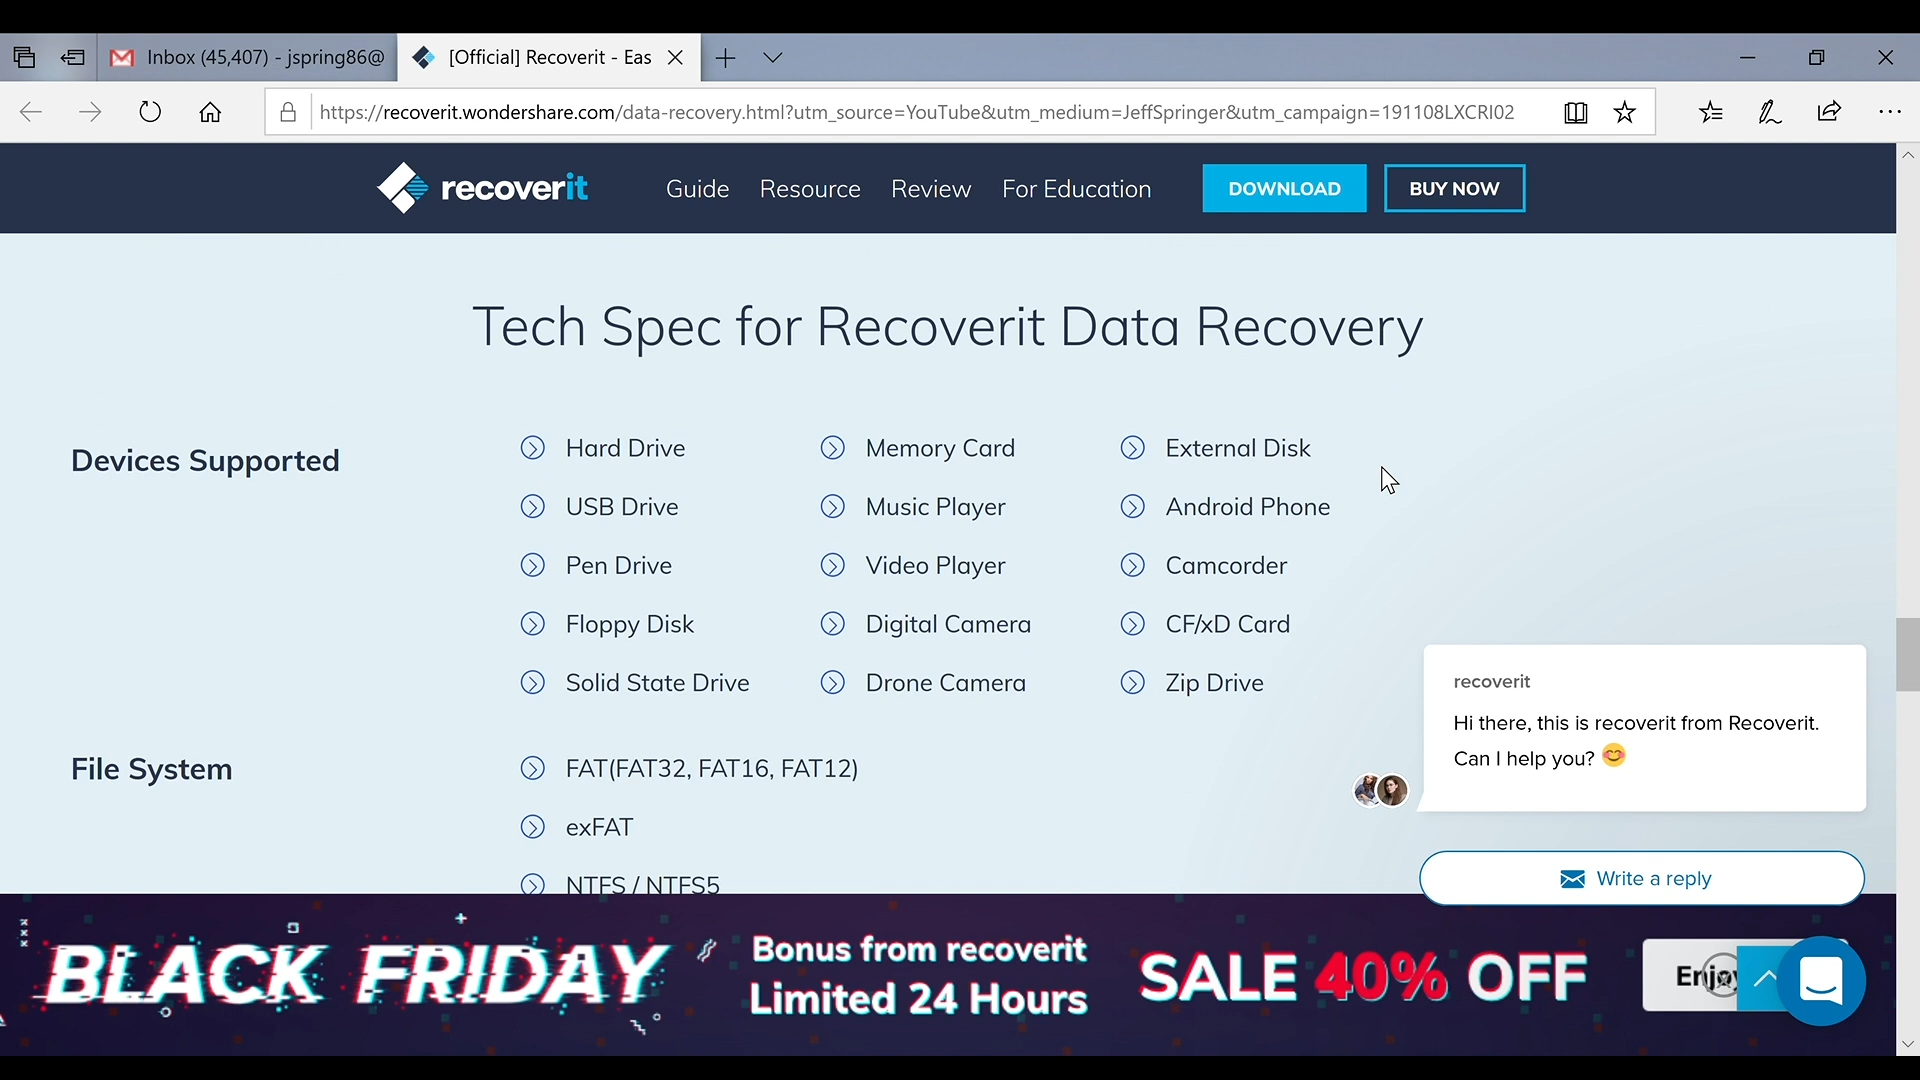 Inbox (45,407) - jspring86@
[Official] Recoverit - Eas
https://recoverit.wondershare.com/data-recovery.html?utm_source=YouTube&utm_medium=JeffSpringer&utm_campaign=191108LXCRI02
recoverit
Guide
Resource
Review
For Education
DOWNLOAD
BUY NOW
Tech Spec for Recoverit Data Recovery
Devices Supported
Hard Drive
Memory Card
External Disk
USB Drive
Music Player
Android Phone
Pen Drive
Video Player
Camcorder
Floppy Disk
Digital Camera
CF/xD Card
Solid State Drive
Drone Camera
Zip Drive
File System
FAT(FAT32, FAT16, FAT12)
exFAT
NTFS / NTFS5
recoverit
Hi there, this is recoverit from Recoverit.
Can I help you? 😊
Write a reply
BLACK FRIDAY
Bonus from recoverit
Limited 24 Hours
SALE 40% OFF